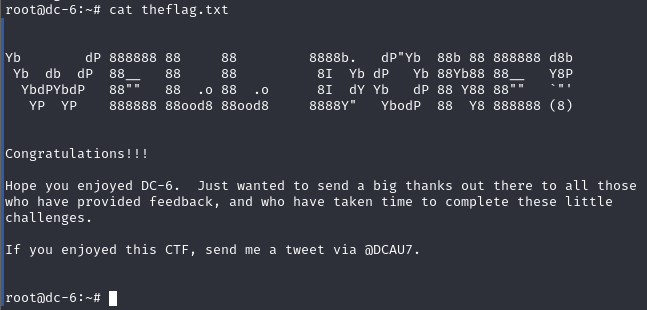 root@dc-6:~# cat theflag.txt
Yb        dP 888888 88     88         8888b.   dP"Yb  88b 88 888888 d8b
 Yb  db  dP  88__   88     88          8I  Yb dP   Yb 88Yb88 88__   Y8P
  YbdPYbdP   88""   88  .o 88  .o      8I  dY Yb   dP 88 Y88 88""   `"'
   YP  YP    888888 88ood8 88ood8     8888Y"   YbodP  88  Y8 888888 (8)
Congratulations!!!
Hope you enjoyed DC-6.  Just wanted to send a big thanks out there to all those
who have provided feedback, and who have taken time to complete these little
challenges.
If you enjoyed this CTF, send me a tweet via @DCAU7.
root@dc-6:~#